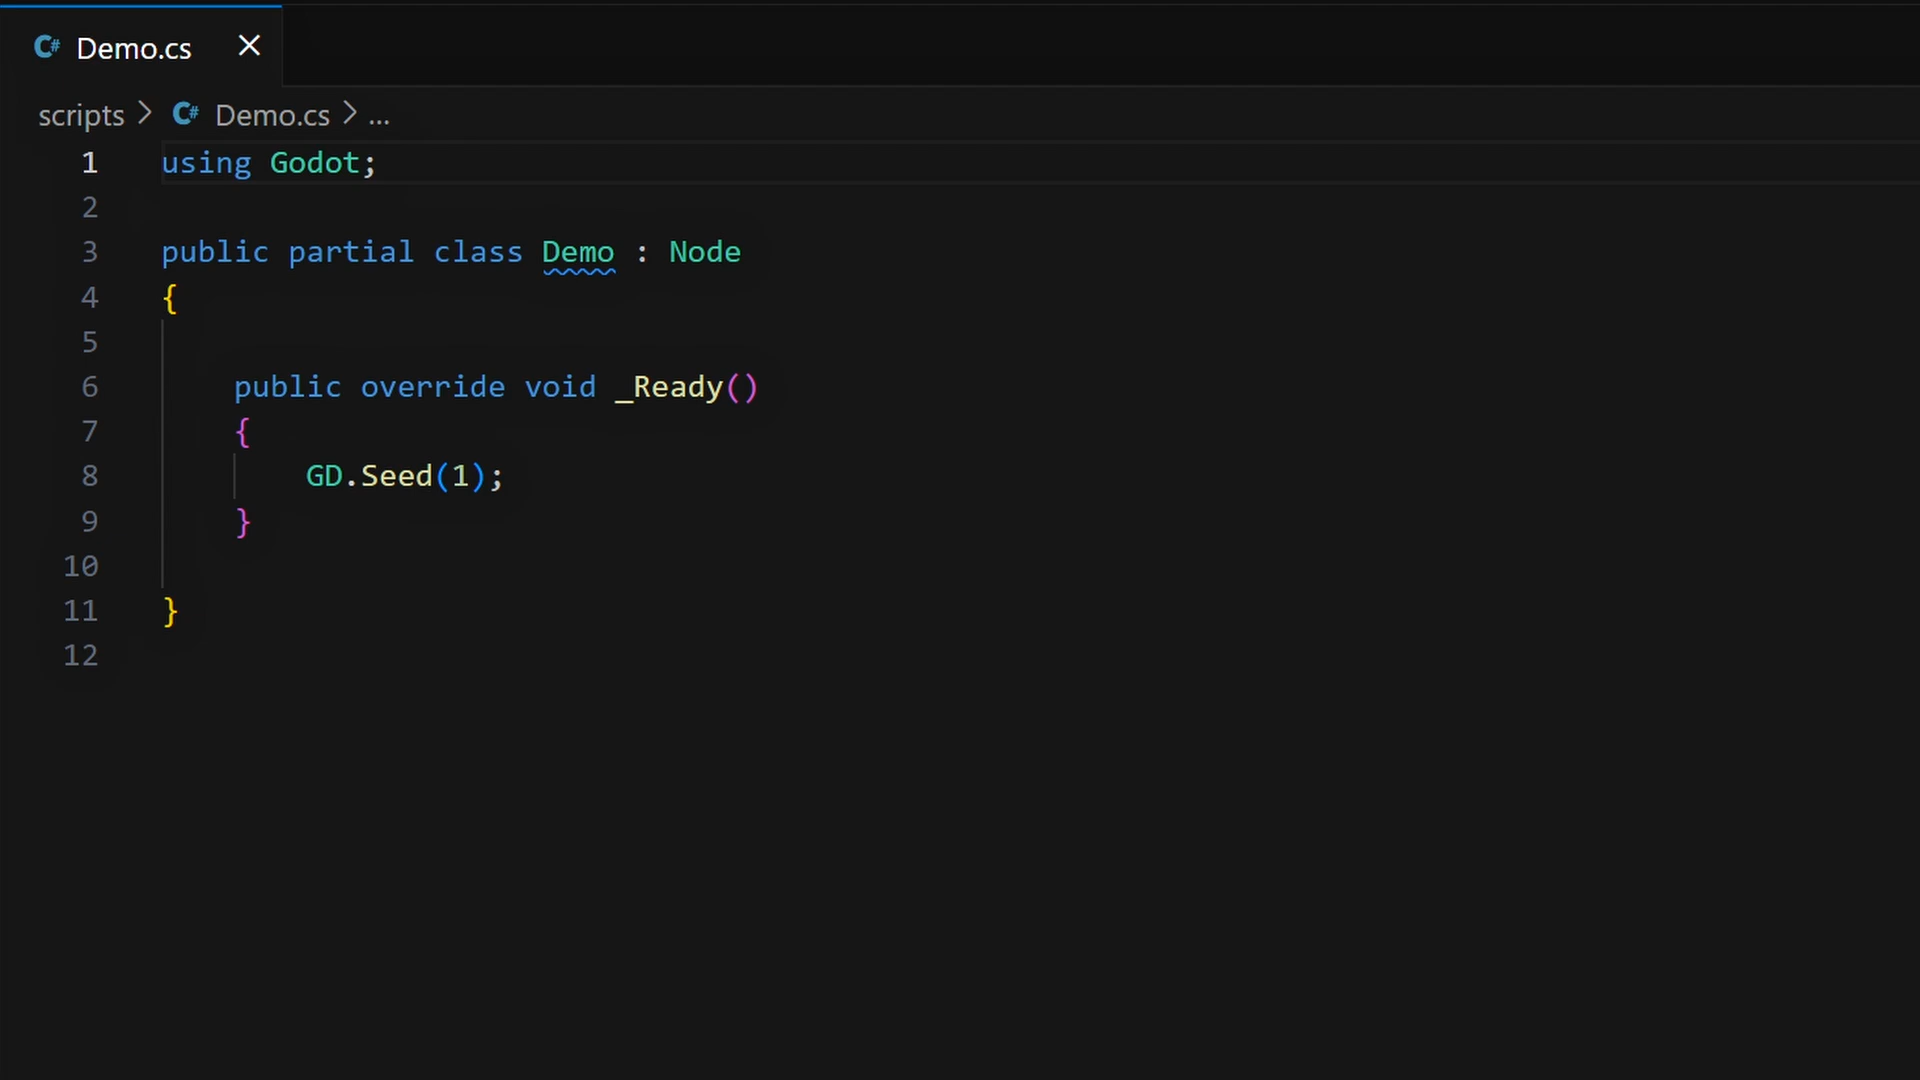 C# Demo.cs ×
scripts > C# Demo.cs > ...
1 using Godot;
2
3 public partial class Demo : Node
4 {
5
6     public override void _Ready()
7     {
8         GD.Seed(1);
9     }
10
11 }
12